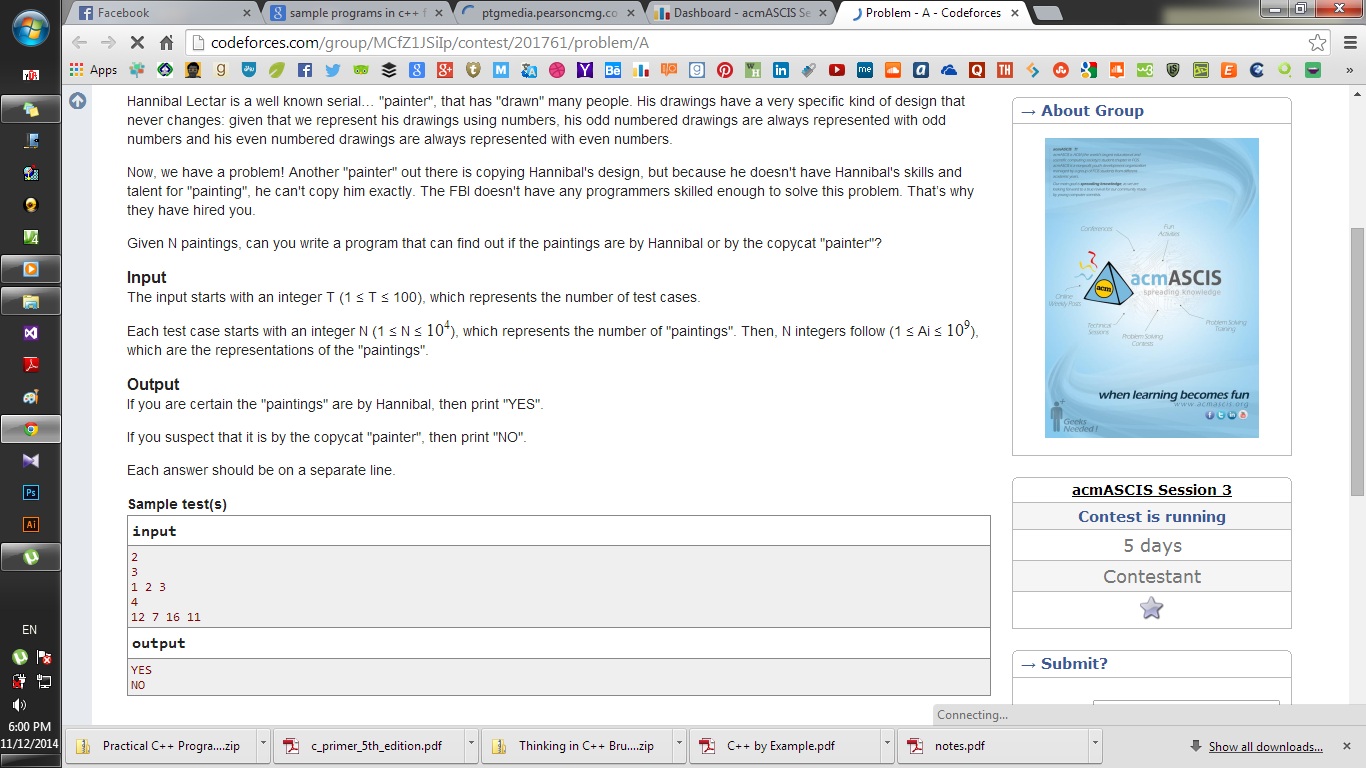 Facebook
sample programs in c++ f
ptgmedia.pearsoncmg.co
Dashboard - acmASCIS Se
Problem - A - Codeforces
codeforces.com/group/MCfZ1JSiIp/contest/201761/problem/A
Apps
Hannibal Lectar is a well known serial... "painter", that has "drawn" many people. His drawings have a very specific kind of design that
never changes: given that we represent his drawings using numbers, his odd numbered drawings are always represented with odd
numbers and his even numbered drawings are always represented with even numbers.
Now, we have a problem! Another "painter" out there is copying Hannibal's design, but because he doesn't have Hannibal's skills and
talent for "painting", he can't copy him exactly. The FBI doesn't have any programmers skilled enough to solve this problem. That's why
they have hired you.
Given N paintings, can you write a program that can find out if the paintings are by Hannibal or by the copycat "painter"?
Input
The input starts with an integer T (1 ≤ T ≤ 100), which represents the number of test cases.
Each test case starts with an integer N (1 ≤ N ≤ 10^4), which represents the number of "paintings". Then, N integers follow (1 ≤ Ai ≤ 10^9),
which are the representations of the "paintings".
Output
If you are certain the "paintings" are by Hannibal, then print "YES".
If you suspect that it is by the copycat "painter", then print "NO".
Each answer should be on a separate line.
Sample test(s)
input
2
3
1 2 3
4
12 7 16 11
output
YES
NO
→ About Group
Conferences
Fun
Activities
acmASCIS
spreading knowledge
acm
Online
Weekly Posts
Technical
Sessions
Problem Solving
Contests
Problem Solving
Training
when learning becomes fun
www.acmascis.org
Geeks
Needed !
acmASCIS Session 3
Contest is running
5 days
Contestant
→ Submit?
Connecting...
EN
6:00 PM
11/12/2014
Practical C++ Progra....zip
c_primer_5th_edition.pdf
Thinking in C++ Bru....zip
C++ by Example.pdf
notes.pdf
Show all downloads...